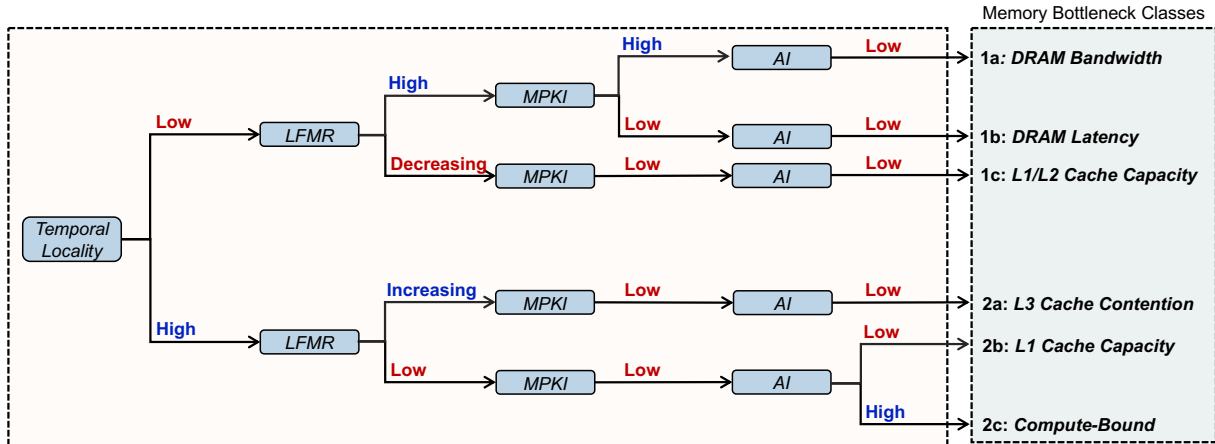 Memory Bottleneck Classes
High
AI
Low
1a: DRAM Bandwidth
High
MPKI
Low
LFMR
Low
AI
Low
1b: DRAM Latency
Decreasing
MPKI
Low
AI
Low
1c: L1/L2 Cache Capacity
Temporal
Locality
Increasing
MPKI
Low
AI
Low
2a: L3 Cache Contention
High
LFMR
Low
2b: L1 Cache Capacity
Low
MPKI
Low
AI
High
2c: Compute-Bound